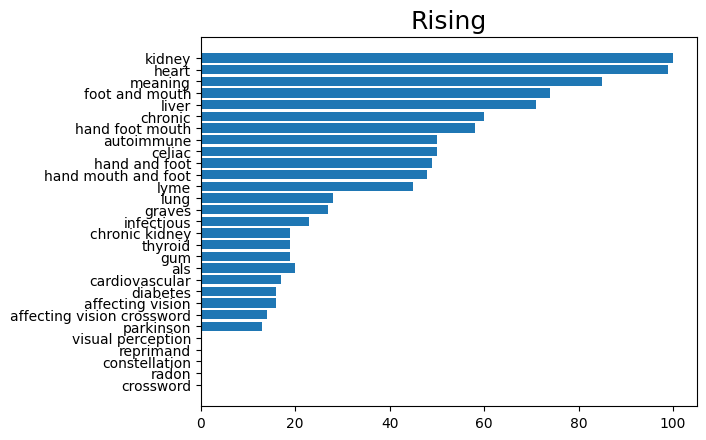 Rising
kidney
heart
meaning
foot and mouth
liver
chronic
hand foot mouth
autoimmune
celiac
hand and foot
hand mouth and foot
lyme
lung
graves
infectious
chronic kidney
thyroid
gum
als
cardiovascular
diabetes
affecting vision
affecting vision crossword
parkinson
visual perception
reprimand
constellation
radon
crossword
0 20 40 60 80 100